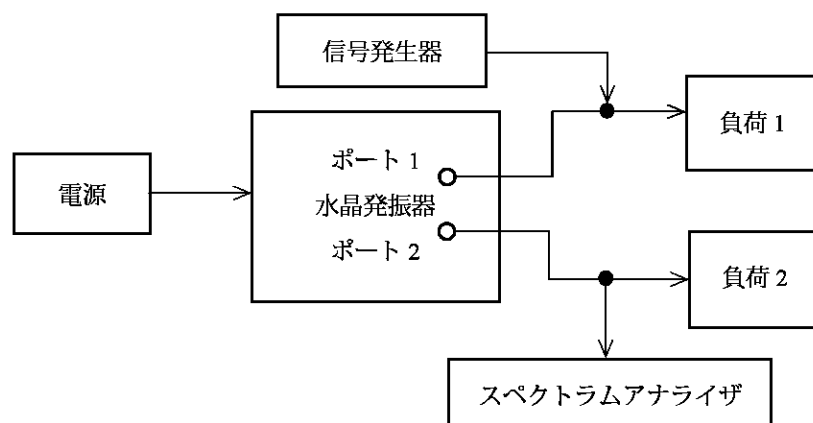 信号発生器
負荷 1
ポート 1
電源
水晶発振器
ポート 2
負荷 2
スペクトラムアナライザ